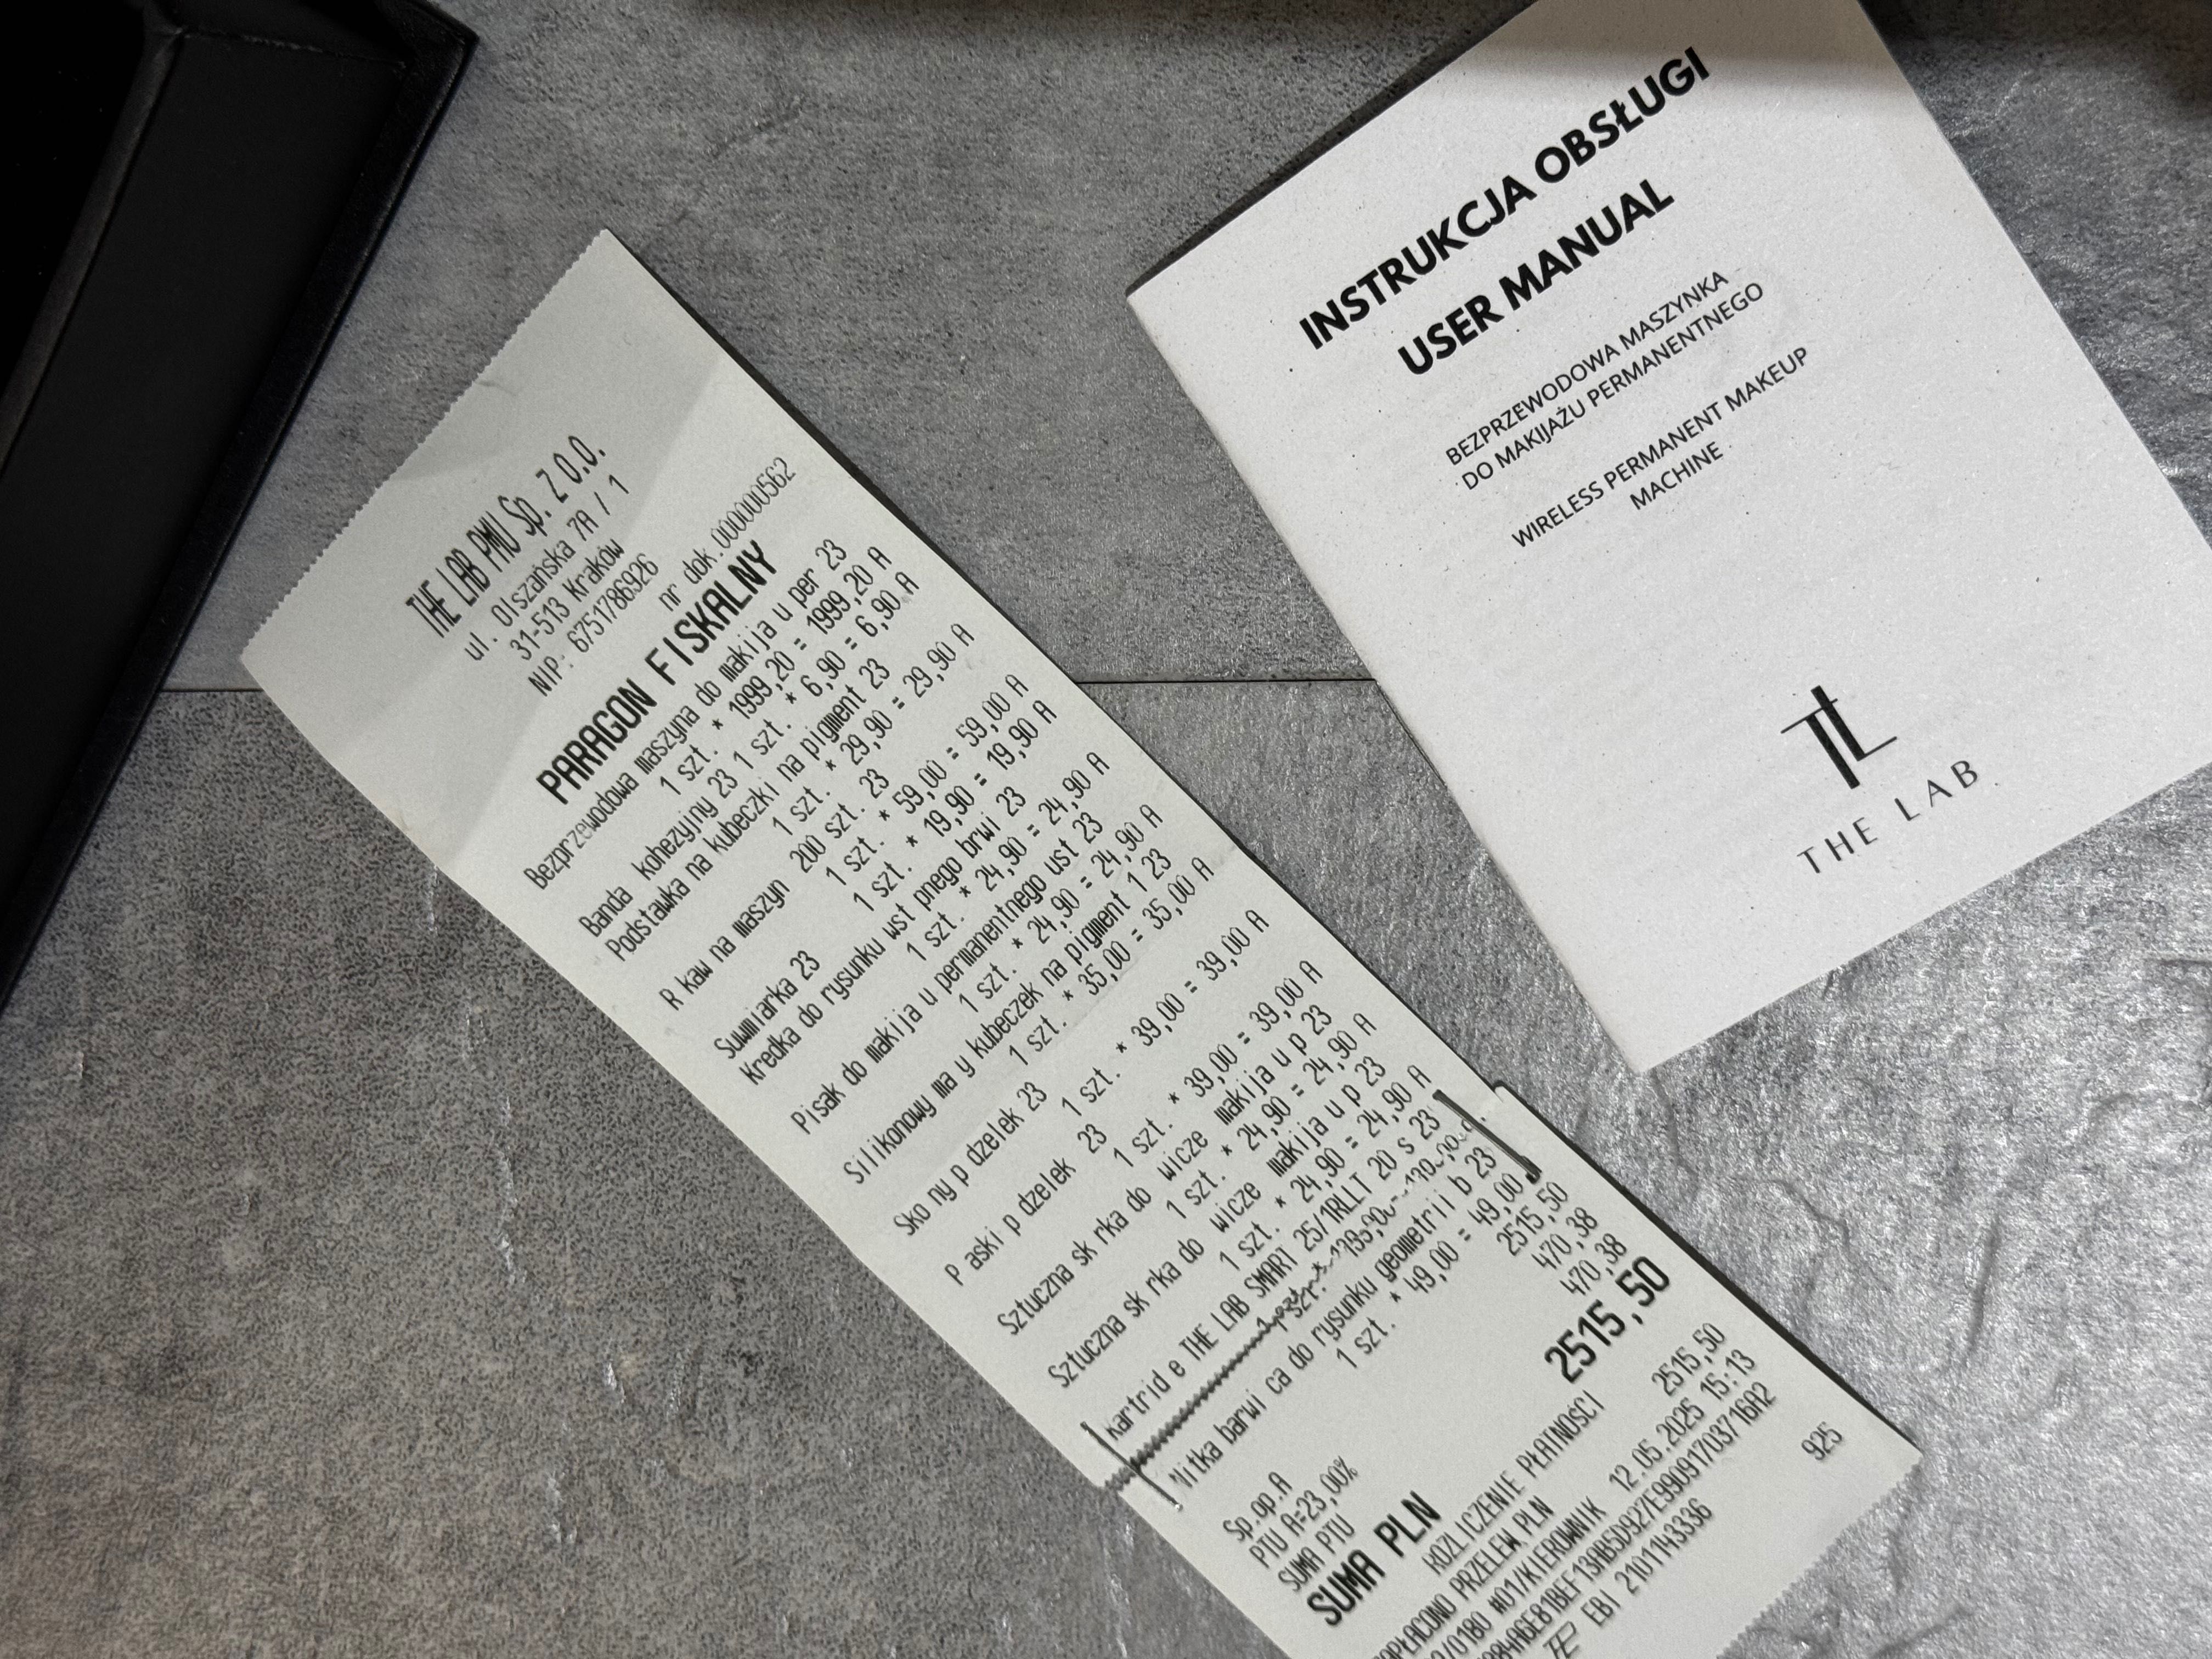 THE LAB PMU Sp. Z O.O.
ul. Olszańska 7A / 1
31-513 Kraków
NIP: 6751786926
nr dok.00000562
PARAGON FISKALNY
Bezprzewodowa maszyna do makija u per 23
1 szt. * 1999,20 = 1999,20 A
Banda kohezyjny 23 1 szt. * 6,90 = 6,90 A
Podstawka na kubeczki na pigment 23
1 szt. * 29,90 = 29,90 A
R kaw na maszyn 200 szt. 23
1 szt. * 59,00 = 59,00 A
Suwmiarka 23 1 szt. * 19,90 = 19,90 A
Kredka do rysunku wst pnego brwi 23
1 szt. * 24,90 = 24,90 A
Pisak do makija u permanentnego ust 23
1 szt. * 24,90 = 24,90 A
Silikonowy ma y kubeczek na pigment 1 23
1 szt. * 35,00 = 35,00 A
Sko ny p dzelek 23
1 szt. * 39,00 = 39,00 A
P aski p dzelek 23
1 szt. * 39,00 = 39,00 A
Sztuczna sk rka do wicze makija u p 23
1 szt. * 24,90 = 24,90 A
Sztuczna sk rka do wicze makija u p 23
1 szt. * 24,90 = 24,90 A
Kartrid e THE LAB SMART 25/1RLLT 20 s 23
Nitka barwi ca do rysunku geometrii b 23
1 szt. * 49,00 = 49,00
Sp.op.A 2515,50
PTU A=23,00% 470,38
SUMA PTU 470,38
SUMA PLN 2515,50
ROZLICZENIE PŁATNOŚCI
PRZELEW PLN 2515,50
#01/KIEROWNIK 12.05.2025 15:13
EBI 2101143336
925
INSTRUKCJA OBSŁUGI
USER MANUAL
BEZPRZEWODOWA MASZYNKA
DO MAKIJAŻU PERMANENTNEGO
WIRELESS PERMANENT MAKEUP
MACHINE
TL
THE LAB